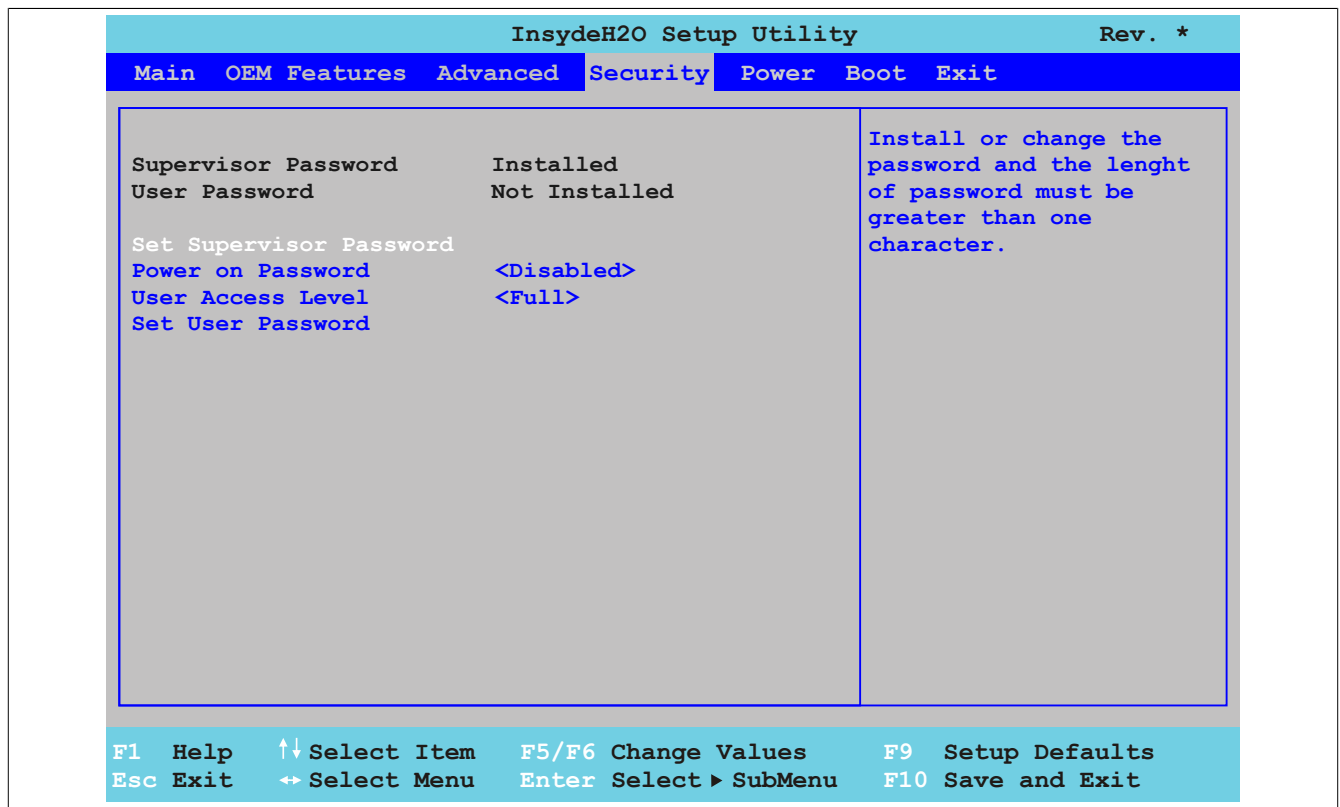 InsydeH2O Setup Utility Rev. *
Main OEM Features Advanced Security Power Boot Exit
Supervisor Password Installed
User Password Not Installed
Set Supervisor Password
Power on Password <Disabled>
User Access Level <Full>
Set User Password
Install or change the
password and the lenght
of password must be
greater than one
character.
F1 Help ↑↓ Select Item F5/F6 Change Values F9 Setup Defaults
Esc Exit ↔ Select Menu Enter Select ▶ SubMenu F10 Save and Exit